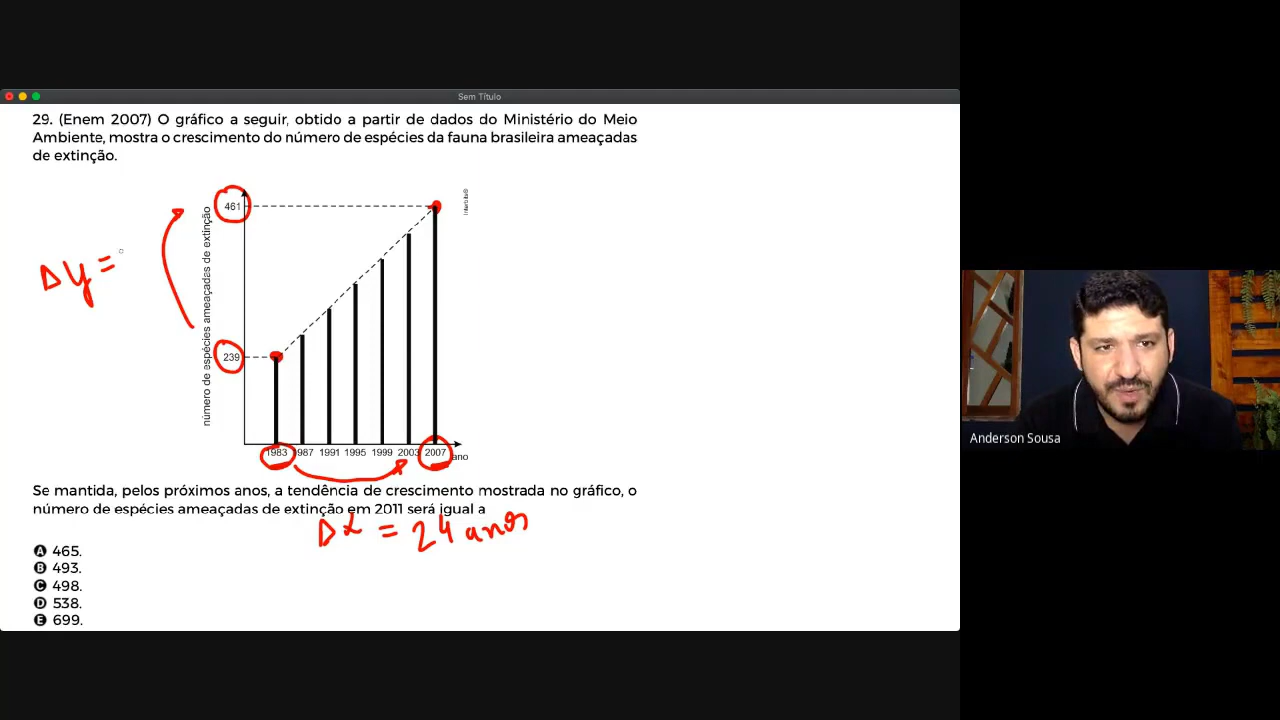 Sem Título
29. (Enem 2007) O gráfico a seguir, obtido a partir de dados do Ministério do Meio
Ambiente, mostra o crescimento do número de espécies da fauna brasileira ameaçadas
de extinção.
número de espécies ameaçadas de extinção
461
239
Interbits®
Δy =
1983 1987 1991 1995 1999 2003 2007 ano
Se mantida, pelos próximos anos, a tendência de crescimento mostrada no gráfico, o
número de espécies ameaçadas de extinção em 2011 será igual a
Δx = 24 anos
A 465.
B 493.
C 498.
D 538.
E 699.
Anderson Sousa